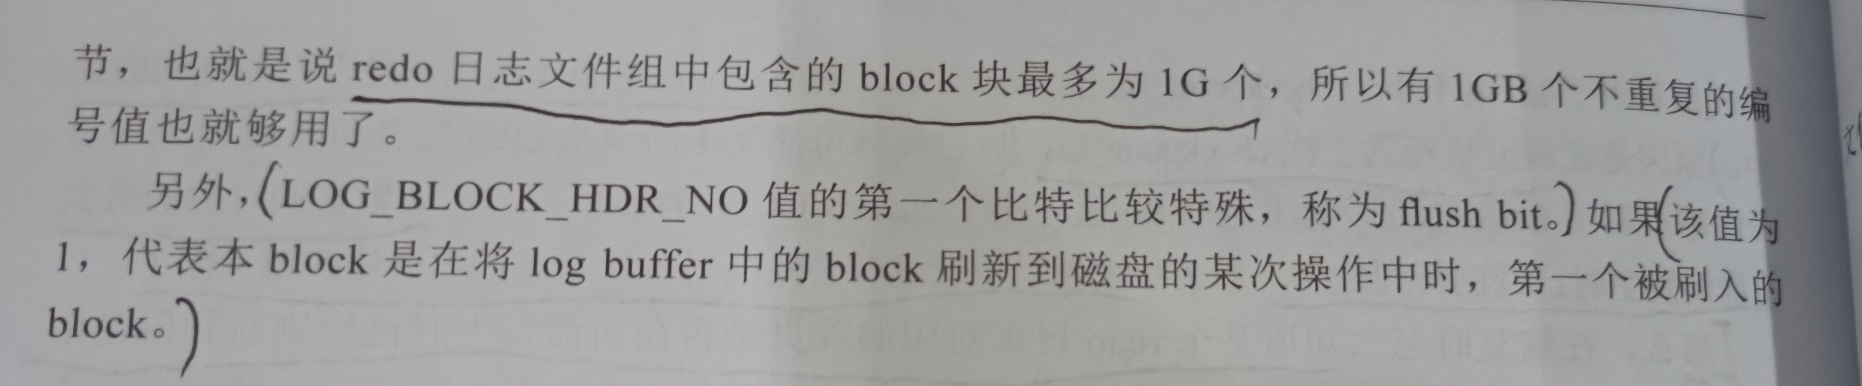 节，也就是说 redo 日志文件组中包含的 block 块最多为 1G 个，所以有 1GB 个不重复的编
号值也就够用了。
另外，(LOG_BLOCK_HDR_NO 值的第一个比特比较特殊，称为 flush bit。) 如果(该值为
1，代表本 block 是在将 log buffer 中的 block 刷新到磁盘的某次操作中时，第一个被刷入的
block。)